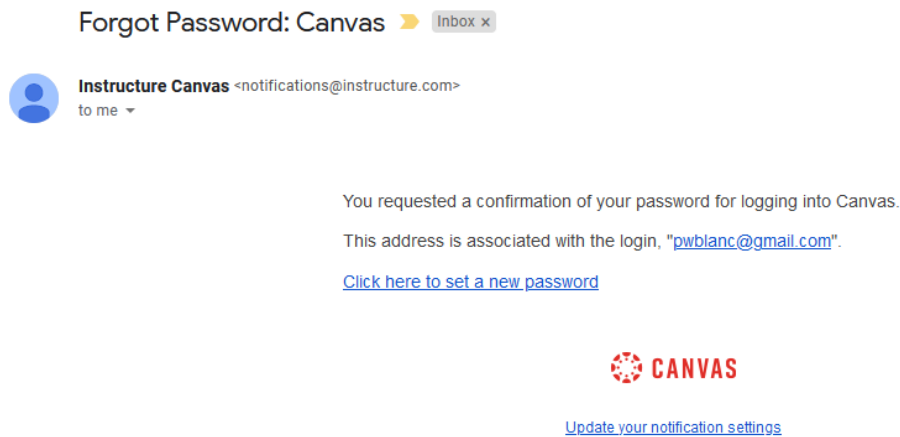 Forgot Password: Canvas Inbox x
Instructure Canvas <notifications@instructure.com>
to me
You requested a confirmation of your password for logging into Canvas.
This address is associated with the login, "pwblanc@gmail.com".
Click here to set a new password
CANVAS
Update your notification settings